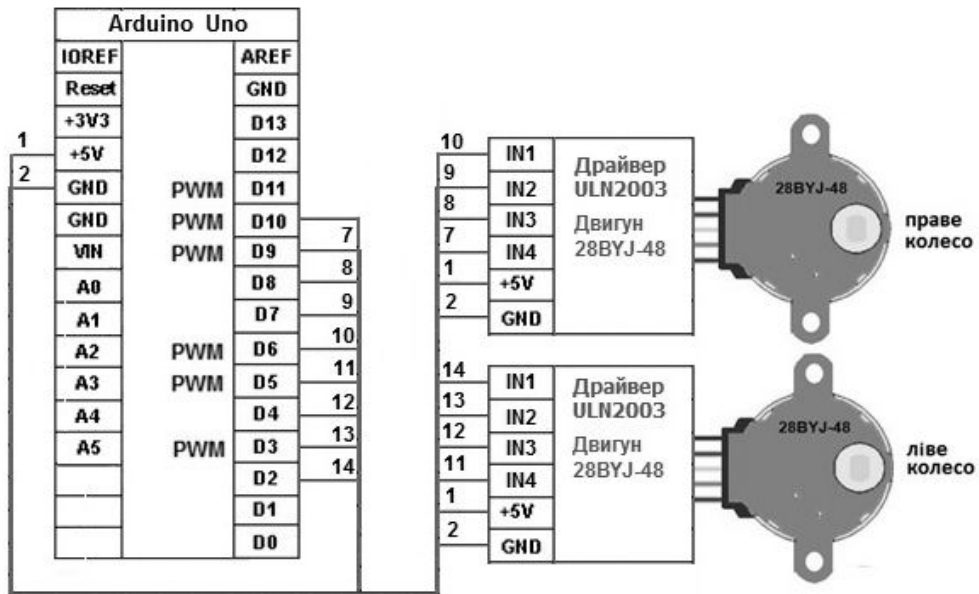 Arduino Uno
IOREF
AREF
Reset
GND
+3V3
D13
1
+5V
D12
2
GND
PWM
D11
GND
PWM
D10
VIN
PWM
D9
7
A0
D8
8
A1
D7
9
A2
PWM
D6
10
A3
PWM
D5
11
A4
D4
12
A5
PWM
D3
13
D2
14
D1
D0
10
IN1
9
IN2
8
IN3
7
IN4
1
+5V
2
GND
Драйвер
ULN2003
Двигун
28BYJ-48
28BYJ-48
праве
колесо
14
IN1
13
IN2
12
IN3
11
IN4
1
+5V
2
GND
Драйвер
ULN2003
Двигун
28BYJ-48
28BYJ-48
ліве
колесо